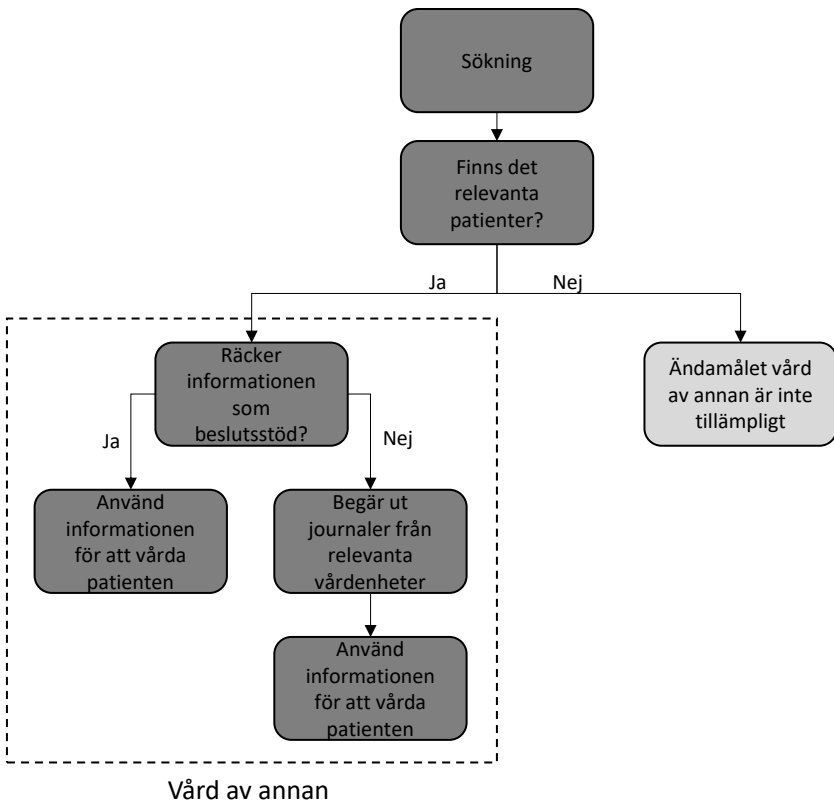 Sökning
Finns det
relevanta
patienter?
Ja
Nej
Räcker
informationen
som
beslutsstöd?
Ändamålet vård
av annan är inte
tillämpligt
Ja
Nej
Använd
informationen
för att vårda
patienten
Begär ut
journaler från
relevanta
vårdenheter
Använd
informationen
för att vårda
patienten
Vård av annan